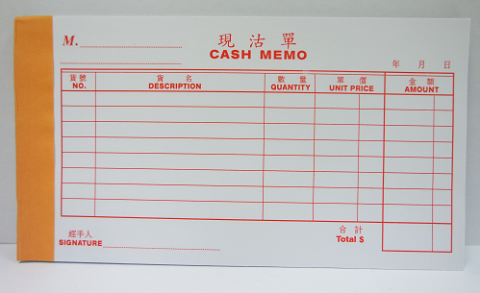 現沽單
M.
CASH MEMO
年 月 日
貨號 貨名 數量 單價 金額
NO. DESCRIPTION QUANTITY UNIT PRICE AMOUNT
經手人 合計
SIGNATURE Total $